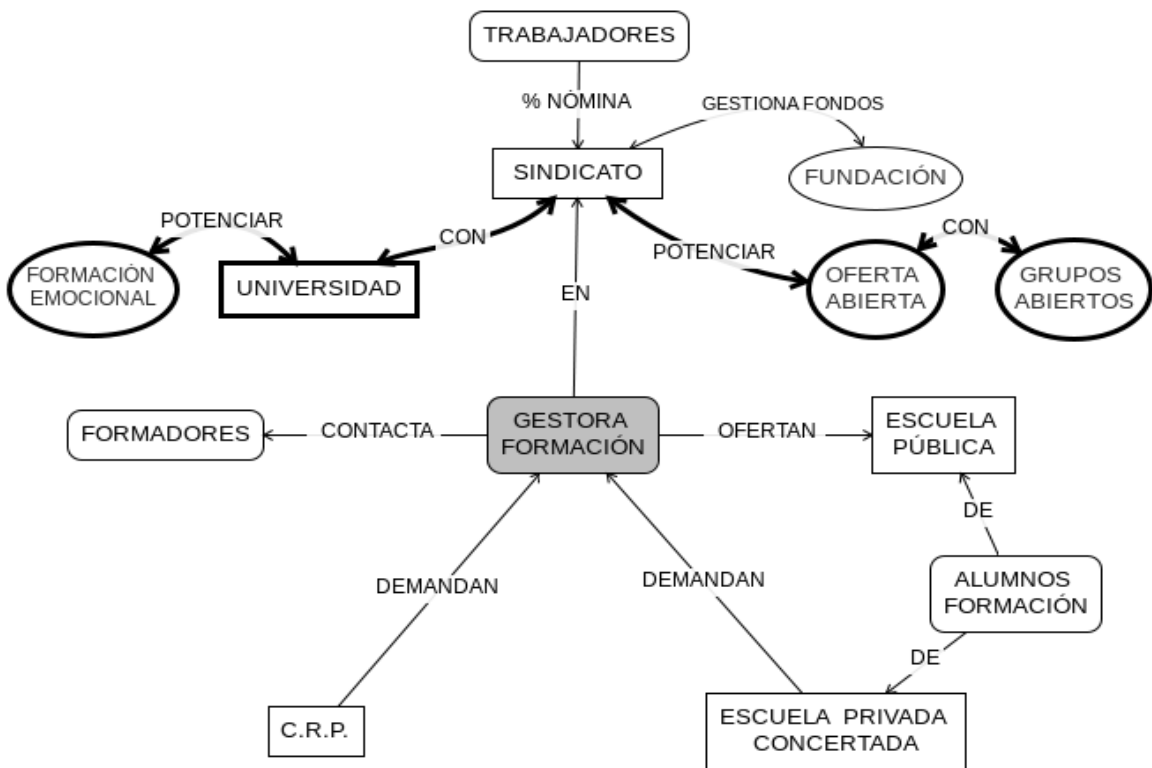 TRABAJADORES
% NÓMINA
GESTIONA FONDOS
SINDICATO
FUNDACIÓN
POTENCIAR
CON
POTENCIAR
CON
FORMACIÓN
EMOCIONAL
UNIVERSIDAD
EN
OFERTA
ABIERTA
GRUPOS
ABIERTOS
FORMADORES
CONTACTA
GESTORA
FORMACIÓN
OFERTAN
ESCUELA
PÚBLICA
DE
DEMANDAN
DEMANDAN
ALUMNOS
FORMACIÓN
DE
C.R.P.
ESCUELA PRIVADA
CONCERTADA